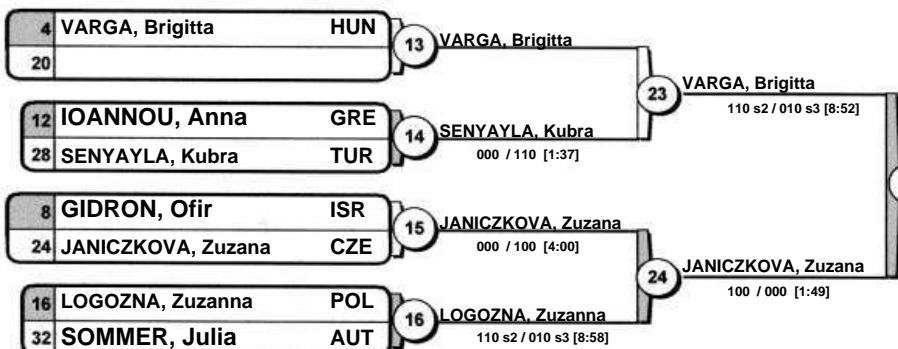 4 VARGA, Brigitta HUN
20
13 VARGA, Brigitta
12 IOANNOU, Anna GRE
28 SENYAYLA, Kubra TUR
14 SENYAYLA, Kubra
000 / 110 [1:37]
23 VARGA, Brigitta
110 s2 / 010 s3 [8:52]
8 GIDRON, Ofir ISR
24 JANICZKOVA, Zuzana CZE
15 JANICZKOVA, Zuzana
000 / 100 [4:00]
16 LOGOZNA, Zuzanna POL
32 SOMMER, Julia AUT
16 LOGOZNA, Zuzanna
110 s2 / 010 s3 [8:58]
24 JANICZKOVA, Zuzana
100 / 000 [1:49]